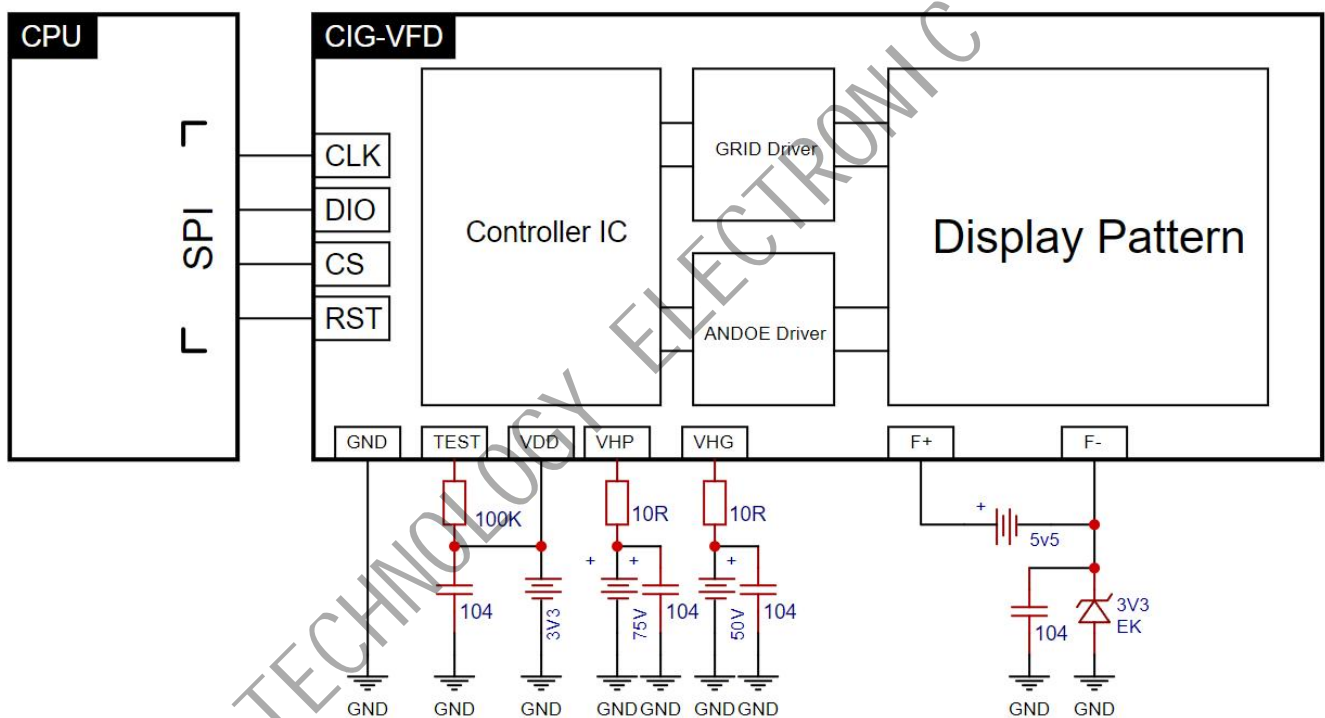 CPU
CIG-VFD
SPI
CLK
DIO
CS
RST
Controller IC
GRID Driver
ANDOE Driver
Display Pattern
GND
TEST
VDD
VHP
VHG
F+
F-
100K
10R
10R
+
5v5
+
+
+
104
3V3
75V
104
50V
104
104
3V3
EK
GND
GND
GND
GND
GND
GND
GND
GND
GND
TECHNOLOGY ELECTRONIC